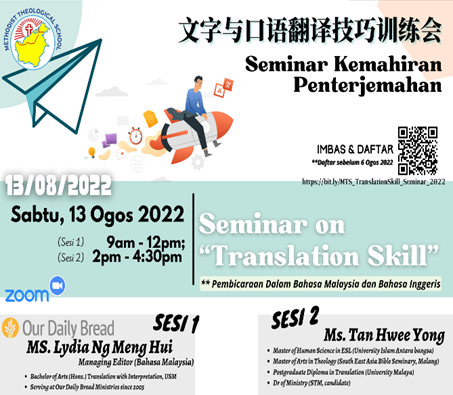 METHODIST THEOLOGICAL SCHOOL
文字与口语翻译技巧训练会
Seminar Kemahiran
Penterjemahan
IMBAS & DAFTAR
**Daftar sebelum 6 Ogos 2022
https://bit.ly/MTS_TranslationSkill_Seminar_2022
13/08/2022
Sabtu, 13 Ogos 2022
(Sesi 1) 9am - 12pm;
(Sesi 2) 2pm - 4:30pm
Seminar on
“Translation Skill”
** Pembicaraan Dalam Bahasa Malaysia dan Bahasa Inggeris
zoom
Our Daily Bread
SESI 1
MS. Lydia Ng Meng Hui
Managing Editor (Bahasa Malaysia)
• Bachelor of Arts (Hons.) Translation with Interpretation, USM
• Serving at Our Daily Bread Ministries since 2005
SESI 2
Ms. Tan Hwee Yong
• Master of Human Science in ESL (University Islam Antara bangsa)
• Master of Arts in Theology (South East Asia Bible Seminary, Malang)
• Postgraduate Diploma in Translation (University Malaya)
• Dr of Ministry (STM, candidate)